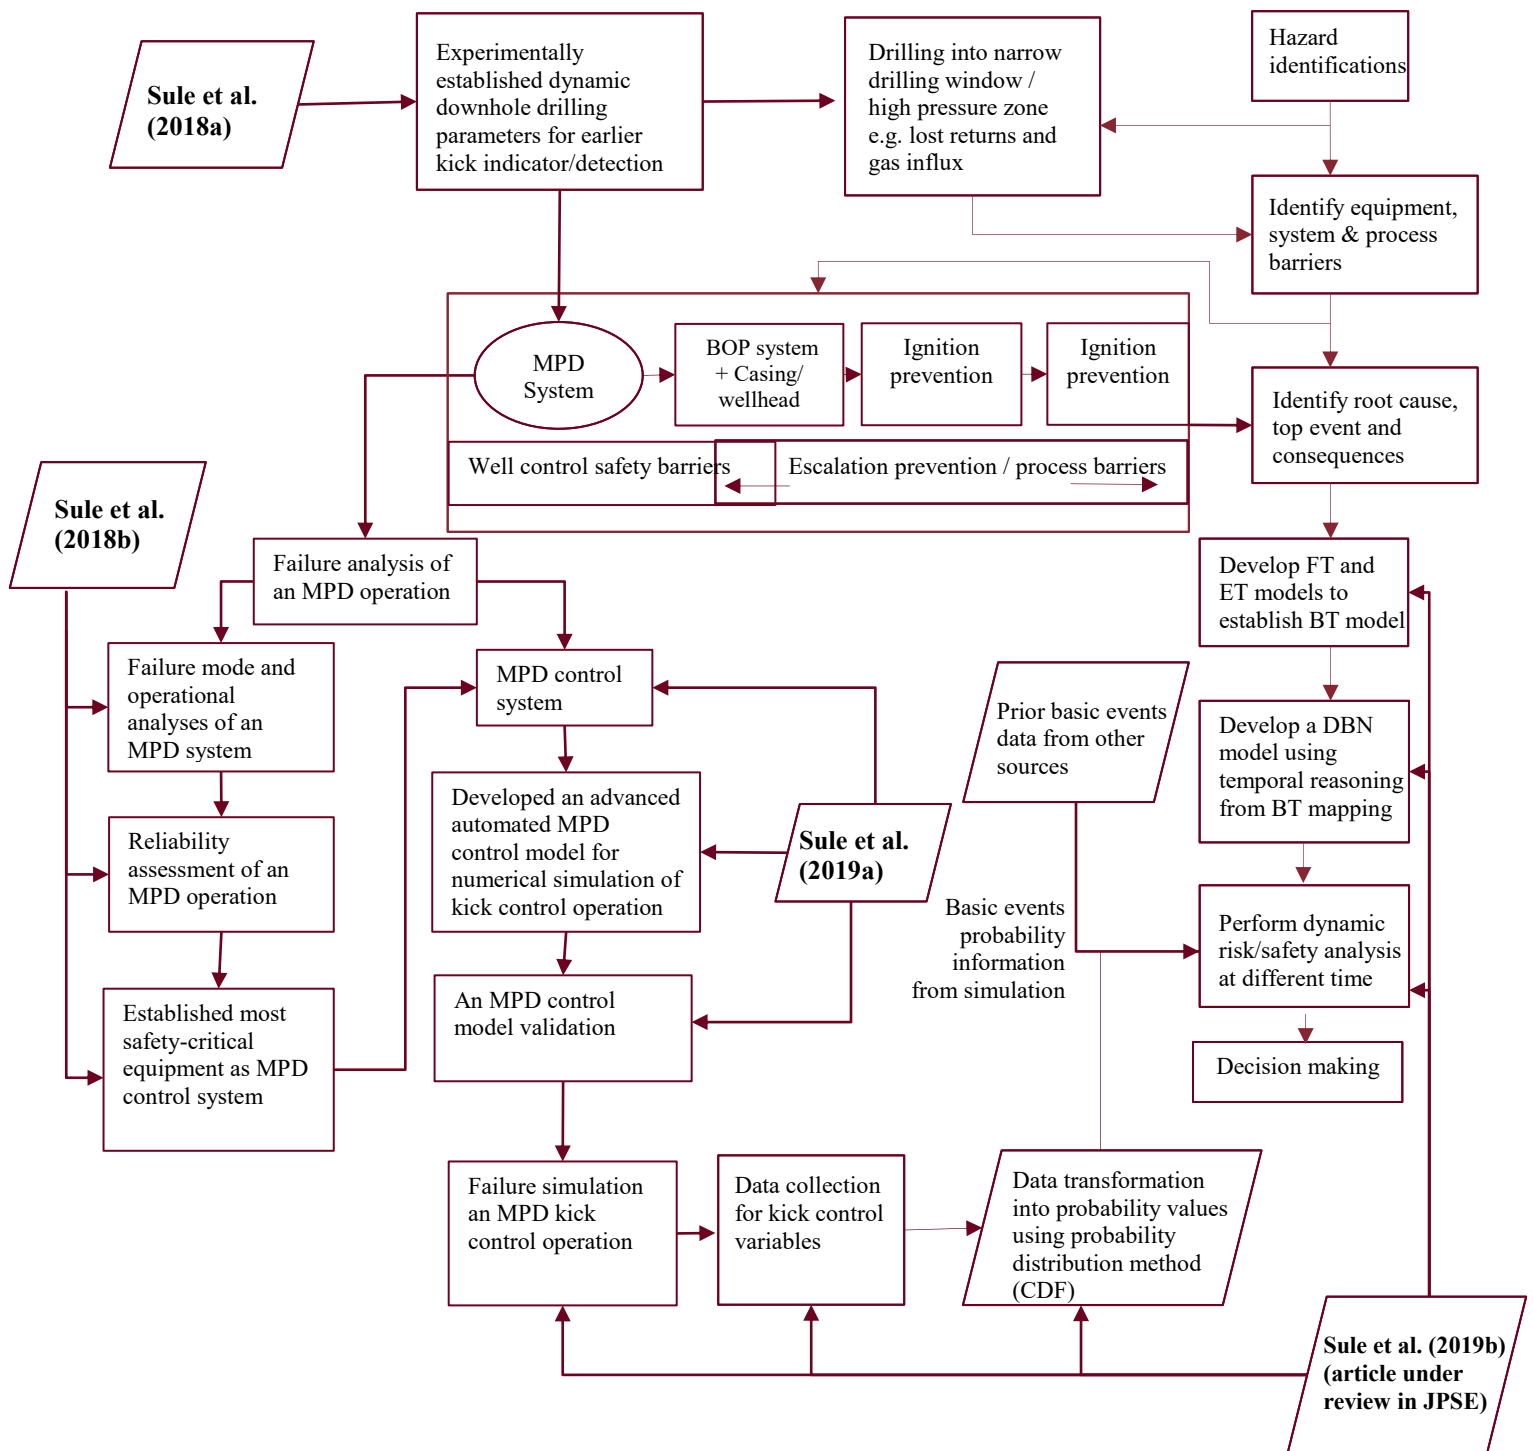 Sule et al.
(2018a)
Experimentally
established dynamic
downhole drilling
parameters for earlier
kick indicator/detection
Drilling into narrow
drilling window /
high pressure zone
e.g. lost returns and
gas influx
Hazard
identifications
Identify equipment,
system & process
barriers
MPD
System
BOP system
+ Casing/
wellhead
Ignition
prevention
Ignition
prevention
Well control safety barriers
Escalation prevention / process barriers
Identify root cause,
top event and
consequences
Sule et al.
(2018b)
Failure analysis of
an MPD operation
Develop FT and
ET models to
establish BT model
Failure mode and
operational
analyses of an
MPD system
MPD control
system
Prior basic events
data from other
sources
Develop a DBN
model using
temporal reasoning
from BT mapping
Reliability
assessment of an
MPD operation
Developed an advanced
automated MPD
control model for
numerical simulation of
kick control operation
Sule et al.
(2019a)
Basic events
probability
information
from simulation
Perform dynamic
risk/safety analysis
at different time
Established most
safety-critical
equipment as MPD
control system
An MPD control
model validation
Decision making
Failure simulation
an MPD kick
control operation
Data collection
for kick control
variables
Data transformation
into probability values
using probability
distribution method
(CDF)
Sule et al. (2019b)
(article under
review in JPSE)